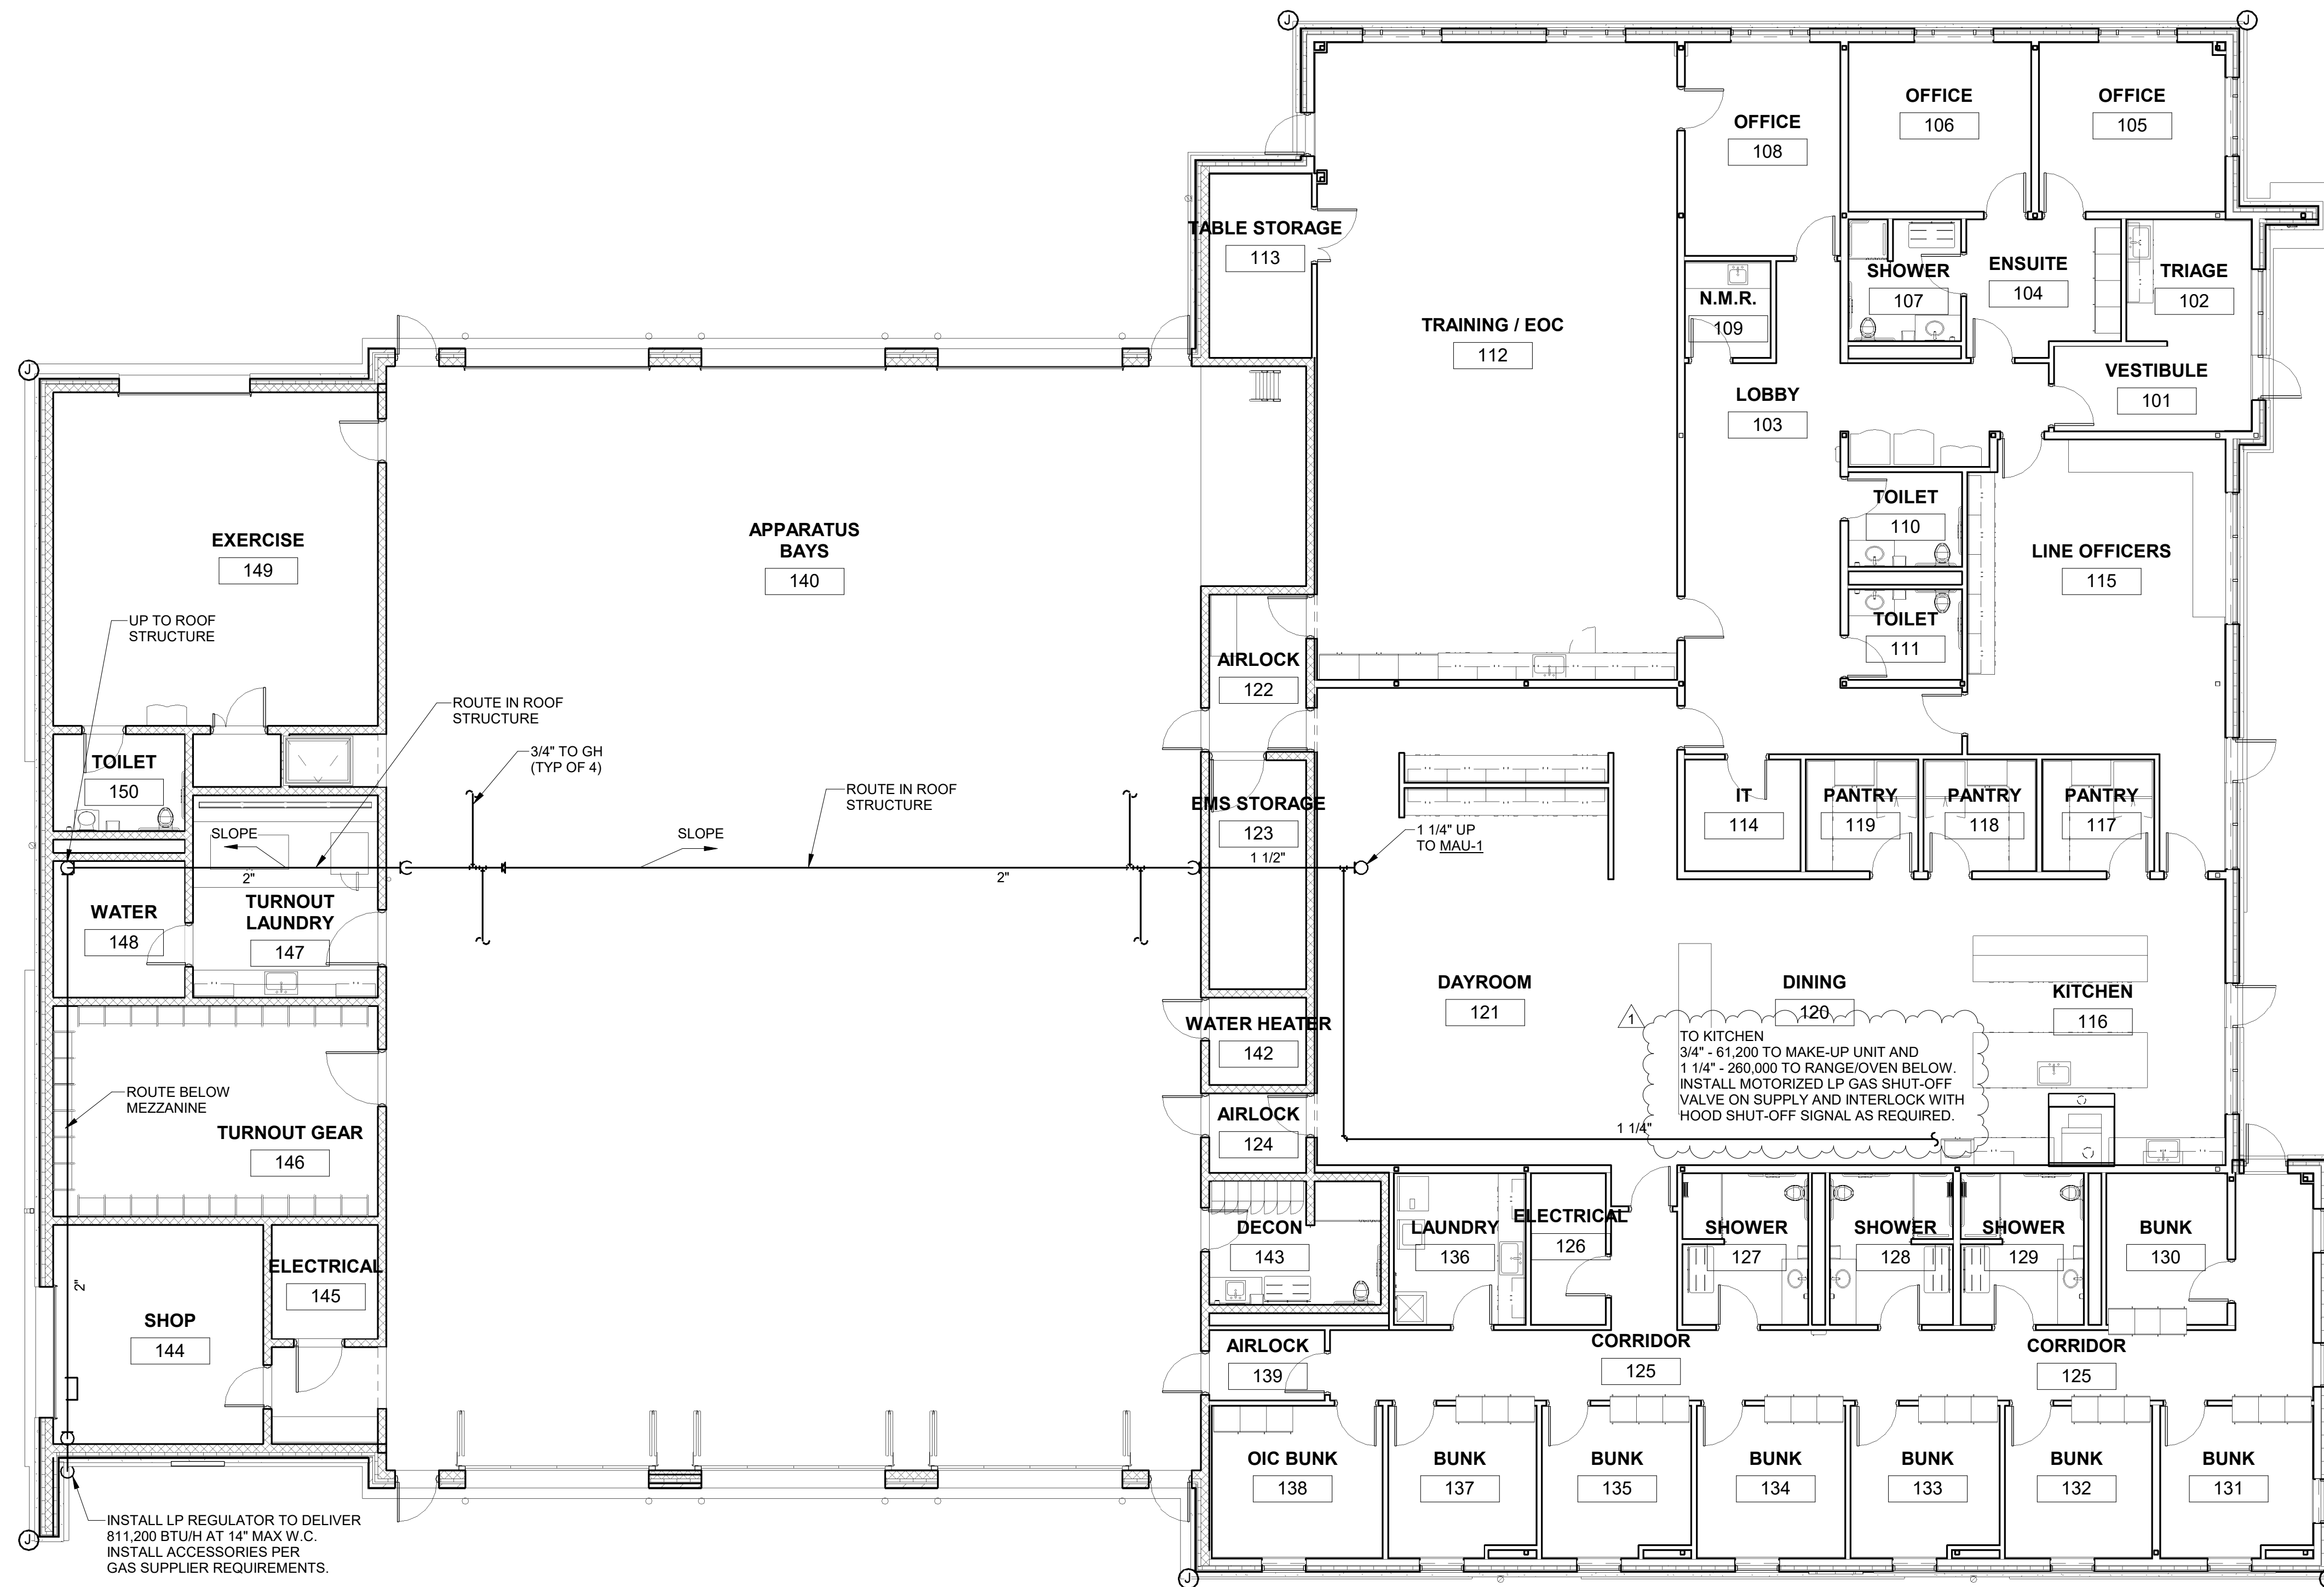 J
J
OFFICE
106
OFFICE
105
OFFICE
108
TABLE STORAGE
113
SHOWER
107
ENSUITE
104
TRIAGE
102
N.M.R.
109
TRAINING / EOC
112
LOBBY
103
VESTIBULE
101
J
EXERCISE
149
APPARATUS
BAYS
140
TOILET
110
LINE OFFICERS
115
TOILET
111
UP TO ROOF
STRUCTURE
AIRLOCK
122
ROUTE IN ROOF
STRUCTURE
3/4" TO GH
(TYP OF 4)
TOILET
150
ROUTE IN ROOF
STRUCTURE
EMS STORAGE
123
IT
114
PANTRY
119
PANTRY
118
PANTRY
117
SLOPE
SLOPE
1 1/4" UP
TO MAU-1
1 1/2"
2"
2"
WATER
148
TURNOUT
LAUNDRY
147
DAYROOM
121
DINING
120
KITCHEN
116
WATER HEATER
142
1
TO KITCHEN
3/4" - 61,200 TO MAKE-UP UNIT AND
1 1/4" - 260,000 TO RANGE/OVEN BELOW.
INSTALL MOTORIZED LP GAS SHUT-OFF
VALVE ON SUPPLY AND INTERLOCK WITH
HOOD SHUT-OFF SIGNAL AS REQUIRED.
1 1/4"
ROUTE BELOW
MEZZANINE
TURNOUT GEAR
146
AIRLOCK
124
DECON
143
LAUNDRY
136
ELECTRICAL
126
SHOWER
127
SHOWER
128
SHOWER
129
BUNK
130
2"
ELECTRICAL
145
SHOP
144
AIRLOCK
139
CORRIDOR
125
CORRIDOR
125
OIC BUNK
138
BUNK
137
BUNK
135
BUNK
134
BUNK
133
BUNK
132
BUNK
131
INSTALL LP REGULATOR TO DELIVER
811,200 BTU/H AT 14" MAX W.C.
INSTALL ACCESSORIES PER
GAS SUPPLIER REQUIREMENTS.
J
J